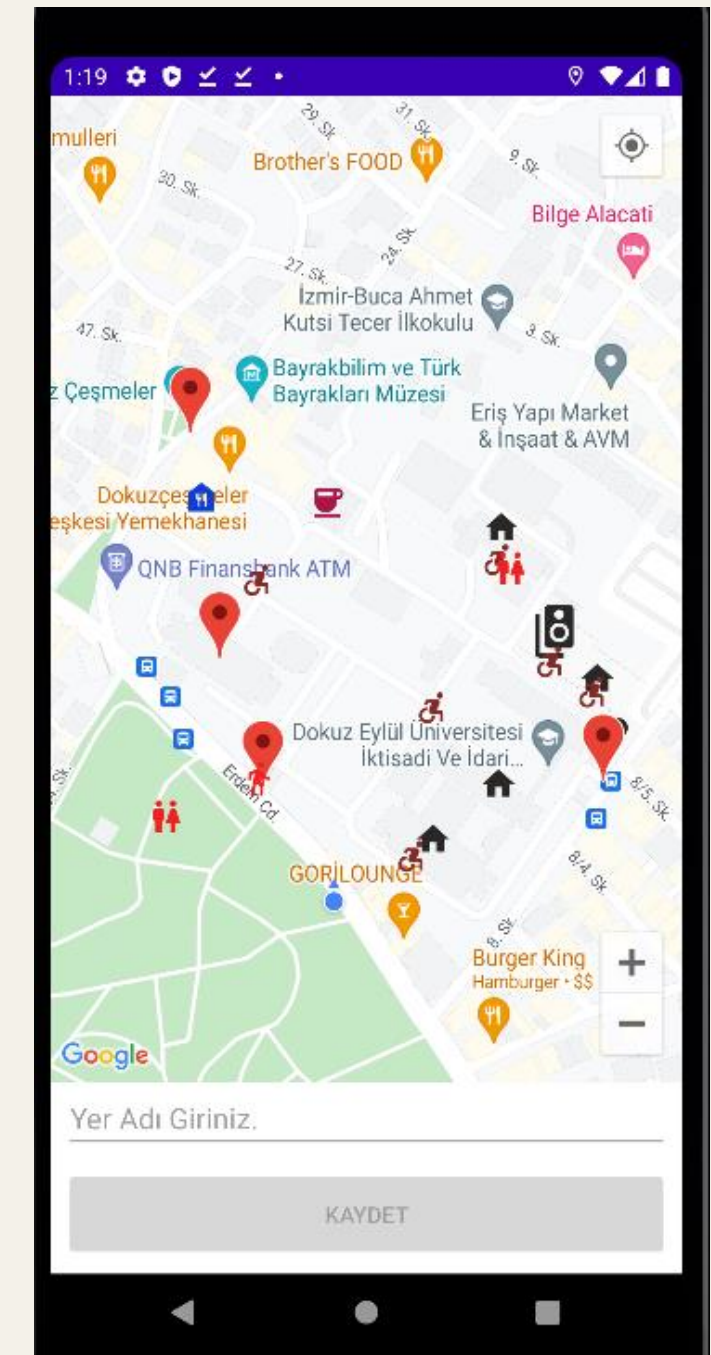 1:19
29. Sk.
31. Sk.
mulleri
Brother's FOOD
9. Sk.
30. Sk.
Bilge Alacati
24. Sk.
27. Sk.
İzmir-Buca Ahmet
Kutsi Tecer İlkokulu
47. Sk.
3. Sk.
z Çeşmeler
Bayrakbilim ve Türk
Bayrakları Müzesi
Eriş Yapı Market
& İnşaat & AVM
eşkesi Yemekhanesi
QNB Finansbank ATM
Dokuz Eylül Üniversitesi
İktisadi Ve İdari...
Sk.
Erdem Cd.
8/5. Sk.
8/4. Sk.
GORİLOUNGE
8. Sk.
Burger King
Hamburger • $$
+
−
Google
Yer Adı Giriniz.
KAYDET